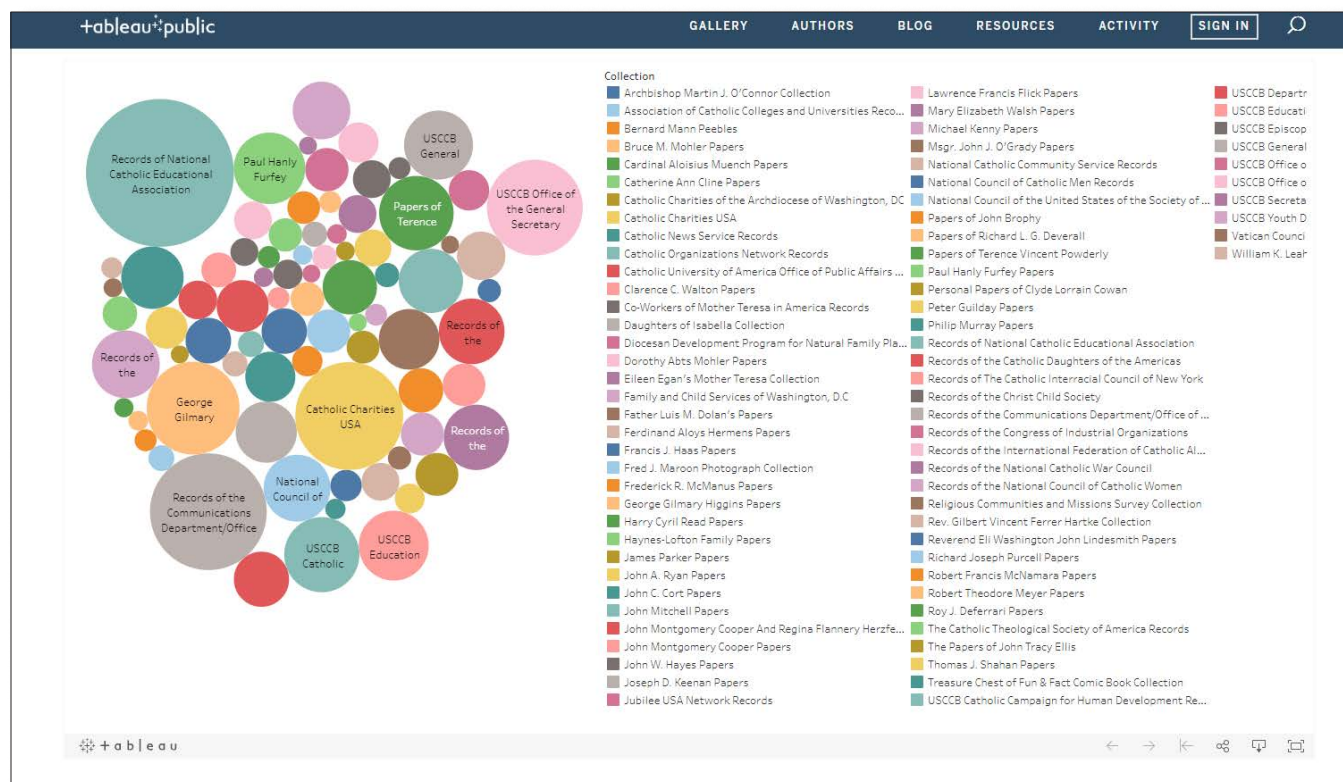 +ableau public
GALLERY AUTHORS BLOG RESOURCES ACTIVITY SIGN IN
Records of National
Catholic Educational
Association
Paul Hanly
Furfey
USCCB
General
Papers of
Terence
USCCB Office of
the General
Secretary
Records of
the
Records of
the
George
Gilmary
Catholic Charities
USA
Records of
the
Records of the
Communications
Department/Office
National
Council of
USCCB
Catholic
USCCB
Education
Collection
Archbishop Martin J. O'Connor Collection
Association of Catholic Colleges and Universities Reco...
Bernard Mann Peebles
Bruce M. Mohler Papers
Cardinal Aloisius Muench Papers
Catherine Ann Cline Papers
Catholic Charities of the Archdiocese of Washington, DC
Catholic Charities USA
Catholic News Service Records
Catholic Organizations Network Records
Catholic University of America Office of Public Affairs ...
Clarence C. Walton Papers
Co-Workers of Mother Teresa in America Records
Daughters of Isabella Collection
Diocesan Development Program for Natural Family Pla...
Dorothy Abts Mohler Papers
Eileen Egan's Mother Teresa Collection
Family and Child Services of Washington, D.C
Father Luis M. Dolan's Papers
Ferdinand Aloys Hermens Papers
Francis J. Haas Papers
Fred J. Maroon Photograph Collection
Frederick R. McManus Papers
George Gilmary Higgins Papers
Harry Cyril Read Papers
Haynes-Lofton Family Papers
James Parker Papers
John A. Ryan Papers
John C. Cort Papers
John Mitchell Papers
John Montgomery Cooper And Regina Flannery Herzfe...
John Montgomery Cooper Papers
John W. Hayes Papers
Joseph D. Keenan Papers
Jubilee USA Network Records
Lawrence Francis Flick Papers
Mary Elizabeth Walsh Papers
Michael Kenny Papers
Msgr. John J. O'Grady Papers
National Catholic Community Service Records
National Council of Catholic Men Records
National Council of the United States of the Society of ...
Papers of John Brophy
Papers of Richard L. G. Deverall
Papers of Terence Vincent Powderly
Paul Hanly Furfey Papers
Personal Papers of Clyde Lorrain Cowan
Peter Guilday Papers
Philip Murray Papers
Records of National Catholic Educational Association
Records of the Catholic Daughters of the Americas
Records of The Catholic Interracial Council of New York
Records of the Christ Child Society
Records of the Communications Department/Office of ...
Records of the Congress of Industrial Organizations
Records of the International Federation of Catholic Al...
Records of the National Catholic War Council
Records of the National Council of Catholic Women
Religious Communities and Missions Survey Collection
Rev. Gilbert Vincent Ferrer Hartke Collection
Reverend Eli Washington John Lindesmith Papers
Richard Joseph Purcell Papers
Robert Francis McNamara Papers
Robert Theodore Meyer Papers
Roy J. Deferrari Papers
The Catholic Theological Society of America Records
The Papers of John Tracy Ellis
Thomas J. Shahan Papers
Treasure Chest of Fun & Fact Comic Book Collection
USCCB Catholic Campaign for Human Development Re...
USCCB Departr
USCCB Educati
USCCB Episcop
USCCB General
USCCB Office o
USCCB Office o
USCCB Secreta
USCCB Youth D
Vatican Counci
William K. Leah
+ a b l e a u